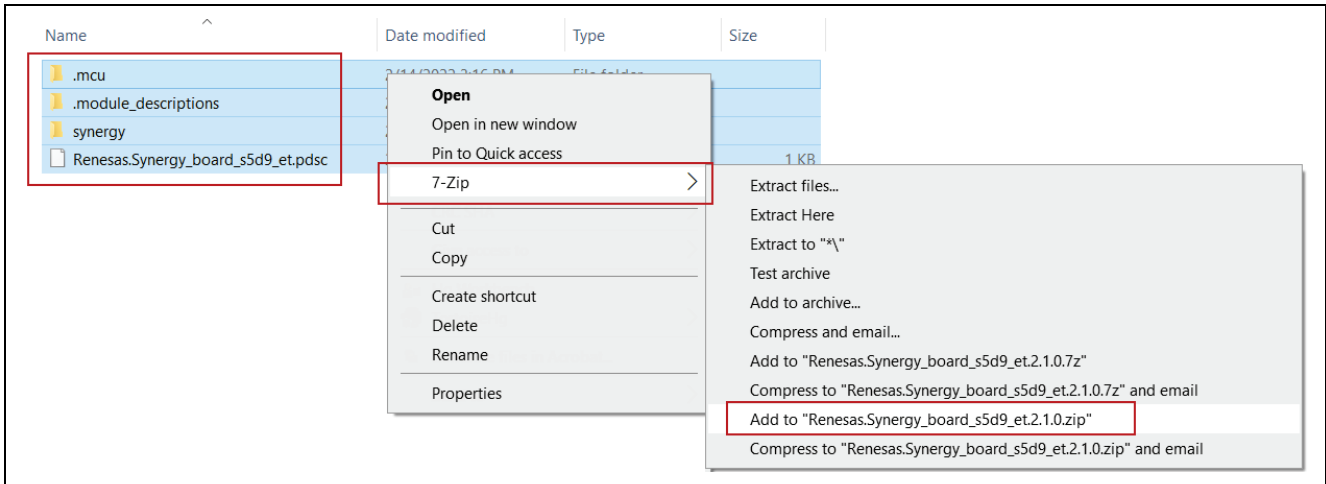 Name Date modified Type Size
.mcu
.module_descriptions
synergy
Renesas.Synergy_board_s5d9_et.pdsc 1 KB
Open
Open in new window
Pin to Quick access
7-Zip
Cut
Copy
Create shortcut
Delete
Rename
Properties
Extract files...
Extract Here
Extract to "*\"
Test archive
Add to archive...
Compress and email...
Add to "Renesas.Synergy_board_s5d9_et.2.1.0.7z"
Compress to "Renesas.Synergy_board_s5d9_et.2.1.0.7z" and email
Add to "Renesas.Synergy_board_s5d9_et.2.1.0.zip"
Compress to "Renesas.Synergy_board_s5d9_et.2.1.0.zip" and email